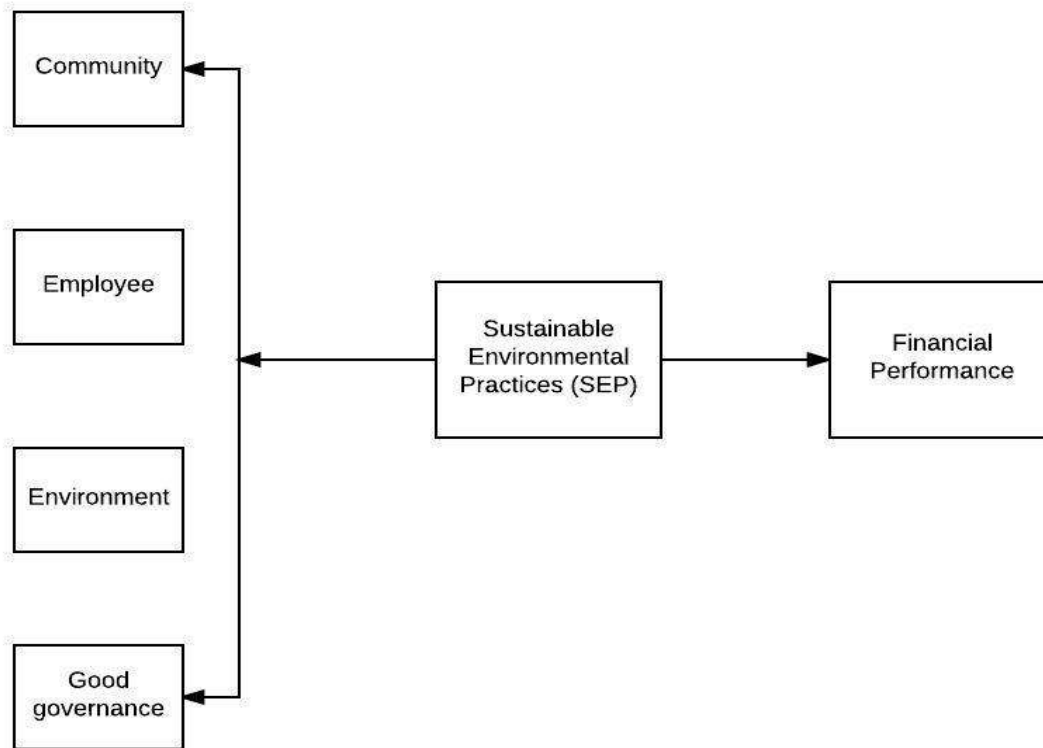 Community
Employee
Environment
Good
governance
Sustainable
Environmental
Practices (SEP)
Financial
Performance